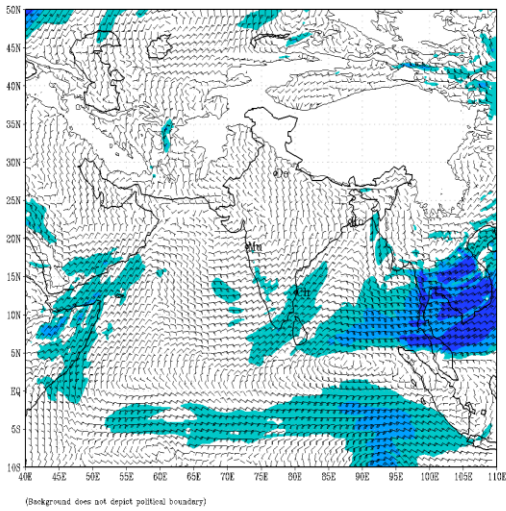 50N
45N
40N
35N
30N
25N
20N
15N
10N
5N
EQ
5S
10S
40E 45E 50E 55E 60E 65E 70E 75E 80E 85E 90E 95E 100E 105E 110E
(Background does not depict political boundary)